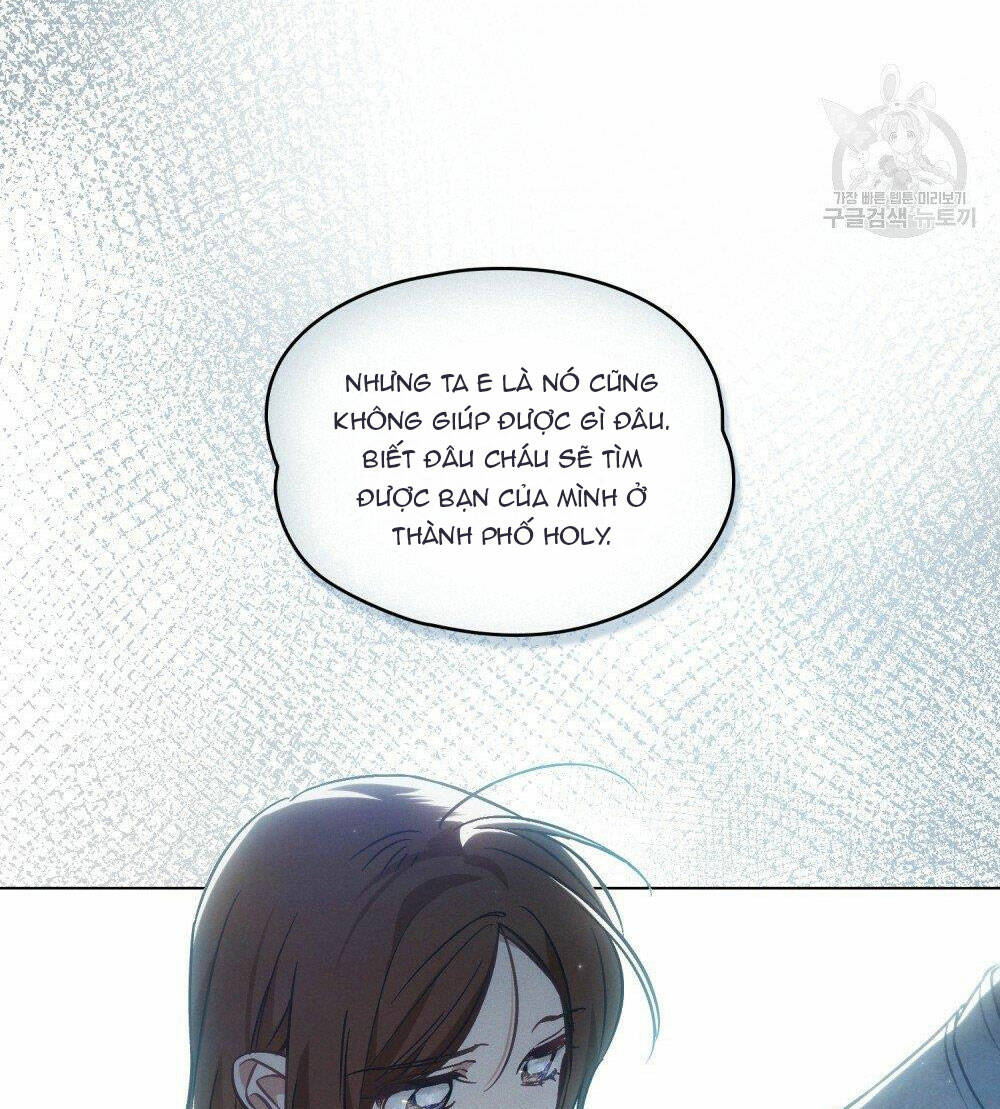 가장 빠른 웹툰 미리보기
구글검색 뉴토끼
NHƯNG TA E LÀ NÓ CŨNG
KHÔNG GIÚP ĐƯỢC GÌ ĐÂU.
BIẾT ĐÂU CHÁU SẼ TÌM
ĐƯỢC BẠN CỦA MÌNH Ở
THÀNH PHỐ HOLY.